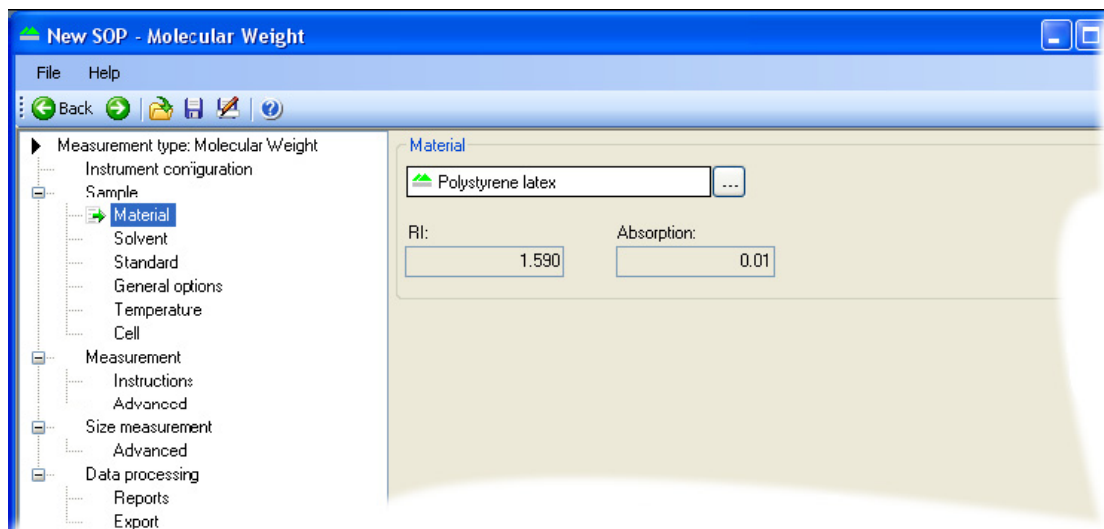 New SOP - Molecular Weight
File Help
Back
Measurement type: Molecular Weight
Instrument configuration
Sample
Material
Solvent
Standard
General options
Temperature
Cell
Measurement
Instructions
Advanced
Size measurement
Advanced
Data processing
Reports
Export
Material
Polystyrene latex
...
RI: Absorption:
1.590 0.01